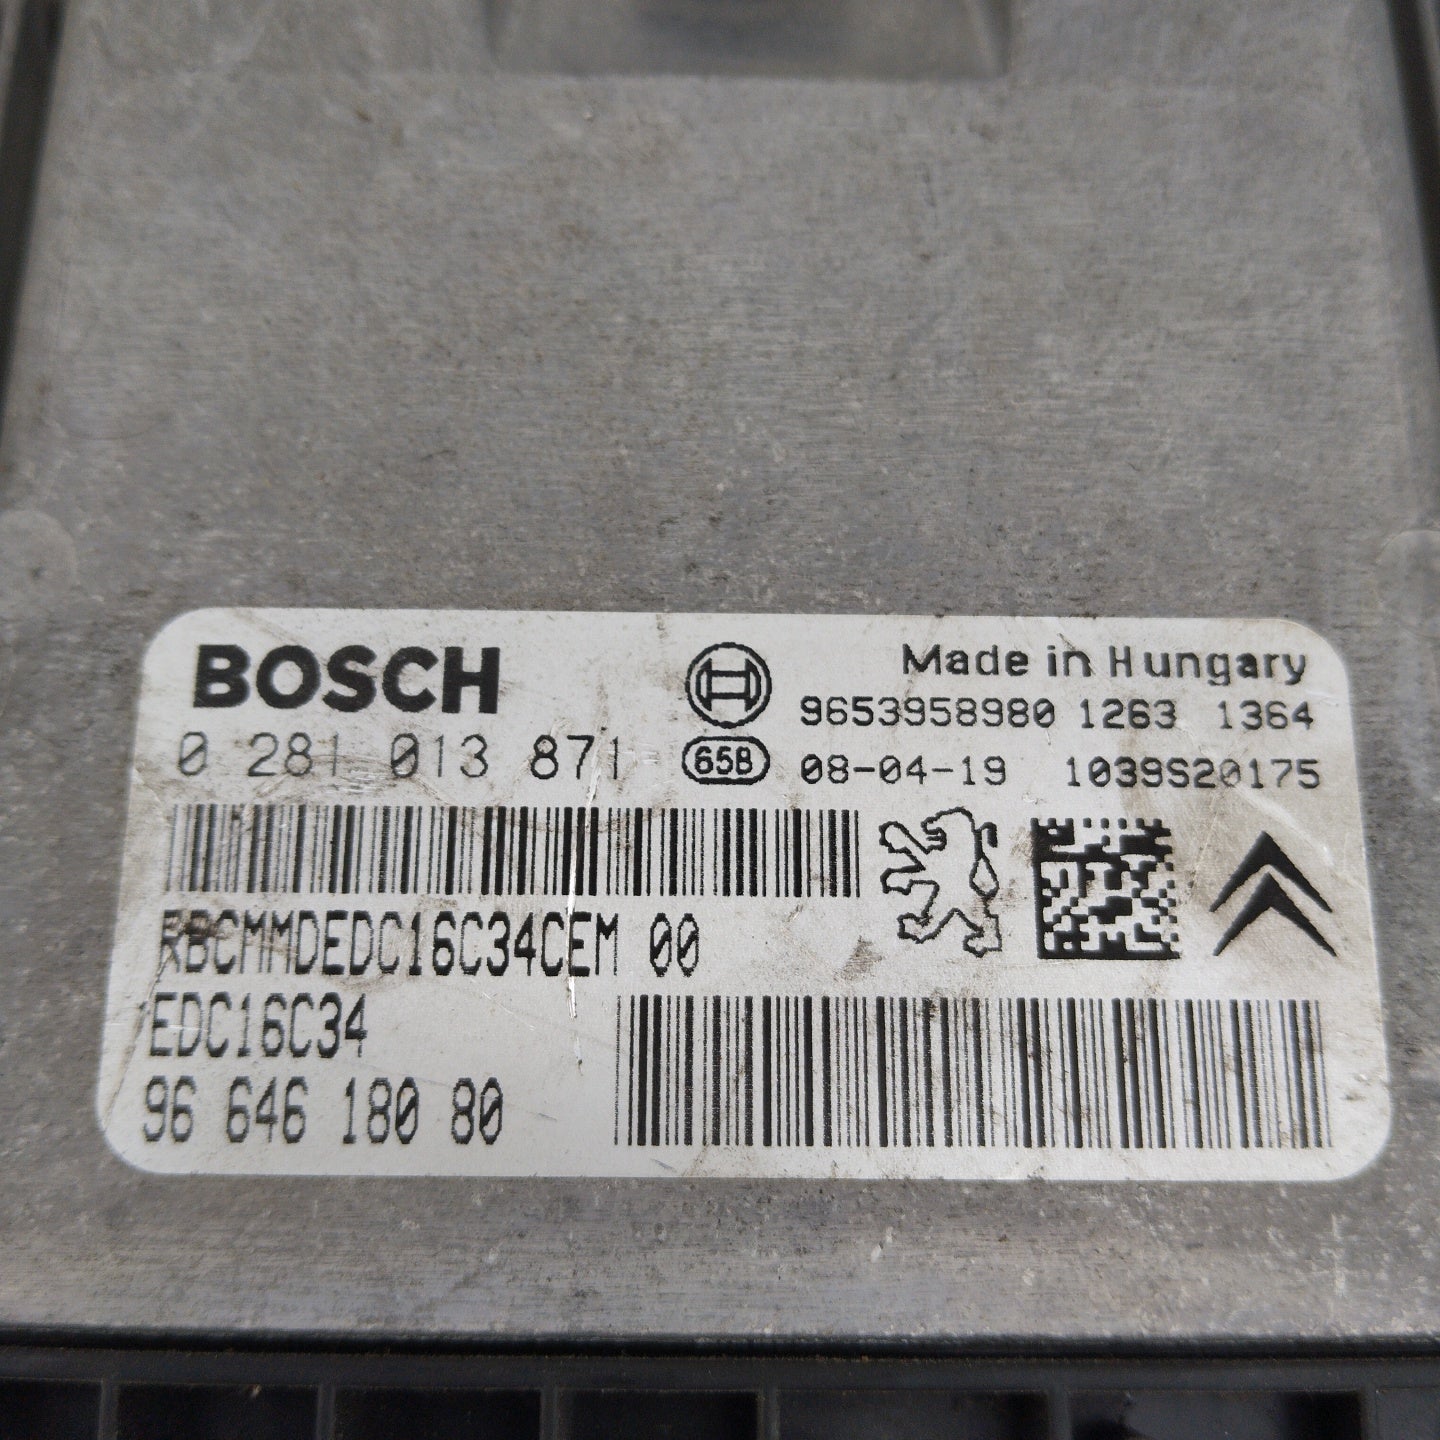 BOSCH
Made in Hungary
9653958980 1263 1364
0 281 013 871
65B
08-04-19 1039S20175
RBCMMDEDC16C34CEM 00
EDC16C34
96 646 180 80